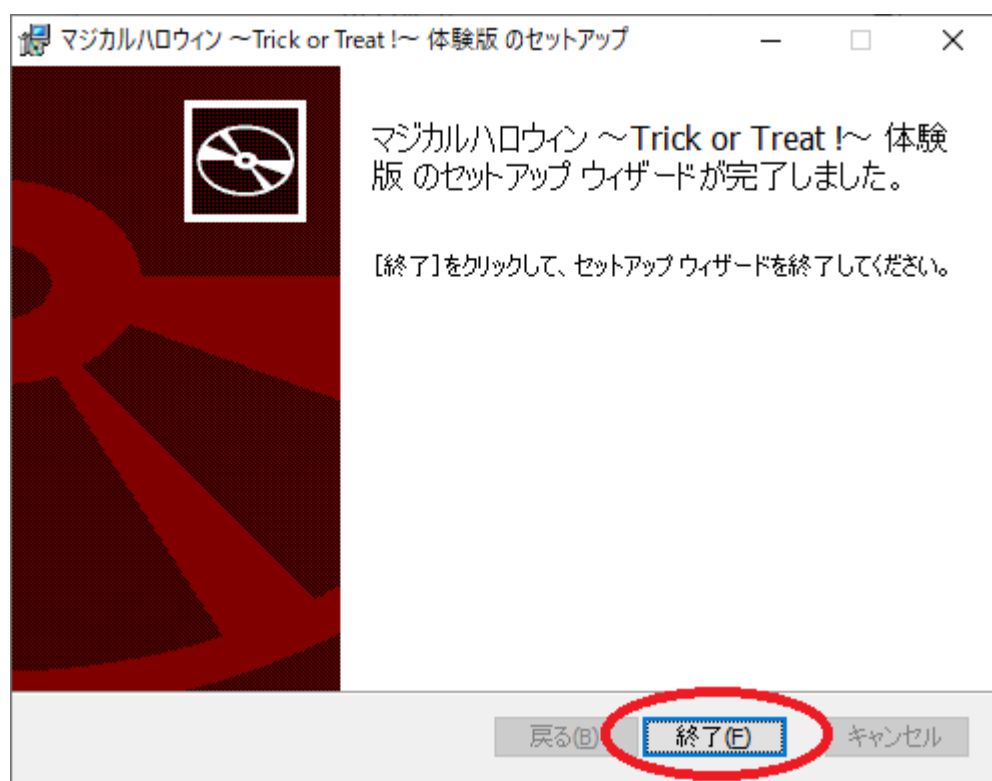 マジカルハロウィン ～Trick or Treat !～ 体験版 のセットアップ
マジカルハロウィン ～Trick or Treat !～ 体験
版 のセットアップ ウィザードが完了しました。
[終了]をクリックして、セットアップ ウィザードを終了してください。
戻る(B) 終了(F) キャンセル